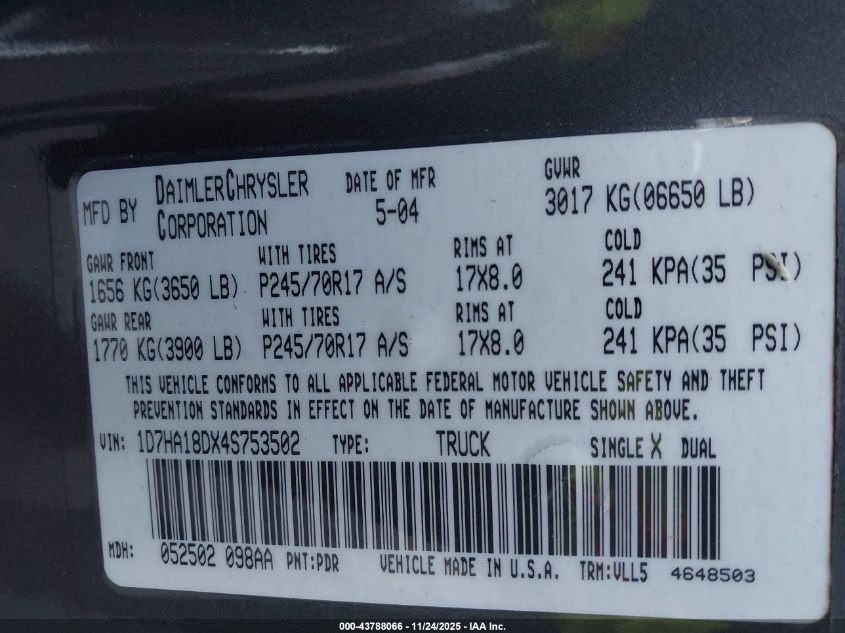 MFD BY DAIMLERCHRYSLER CORPORATION DATE OF MFR 5-04 GVWR 3017 KG(06650 LB)
GAWR FRONT WITH TIRES RIMS AT COLD
1656 KG(3650 LB) P245/70R17 A/S 17X8.0 241 KPA(35 PSI)
GAWR REAR WITH TIRES RIMS AT COLD
1770 KG(3900 LB) P245/70R17 A/S 17X8.0 241 KPA(35 PSI)
THIS VEHICLE CONFORMS TO ALL APPLICABLE FEDERAL MOTOR VEHICLE SAFETY AND THEFT
PREVENTION STANDARDS IN EFFECT ON THE DATE OF MANUFACTURE SHOWN ABOVE.
VIN: 1D7HA18DX4S753502 TYPE: TRUCK SINGLE X DUAL
MDH: 052502 098AA PNT:PDR VEHICLE MADE IN U.S.A. TRM:VLL5 4648503
000-43788066 - 11/24/2025 - IAA Inc.